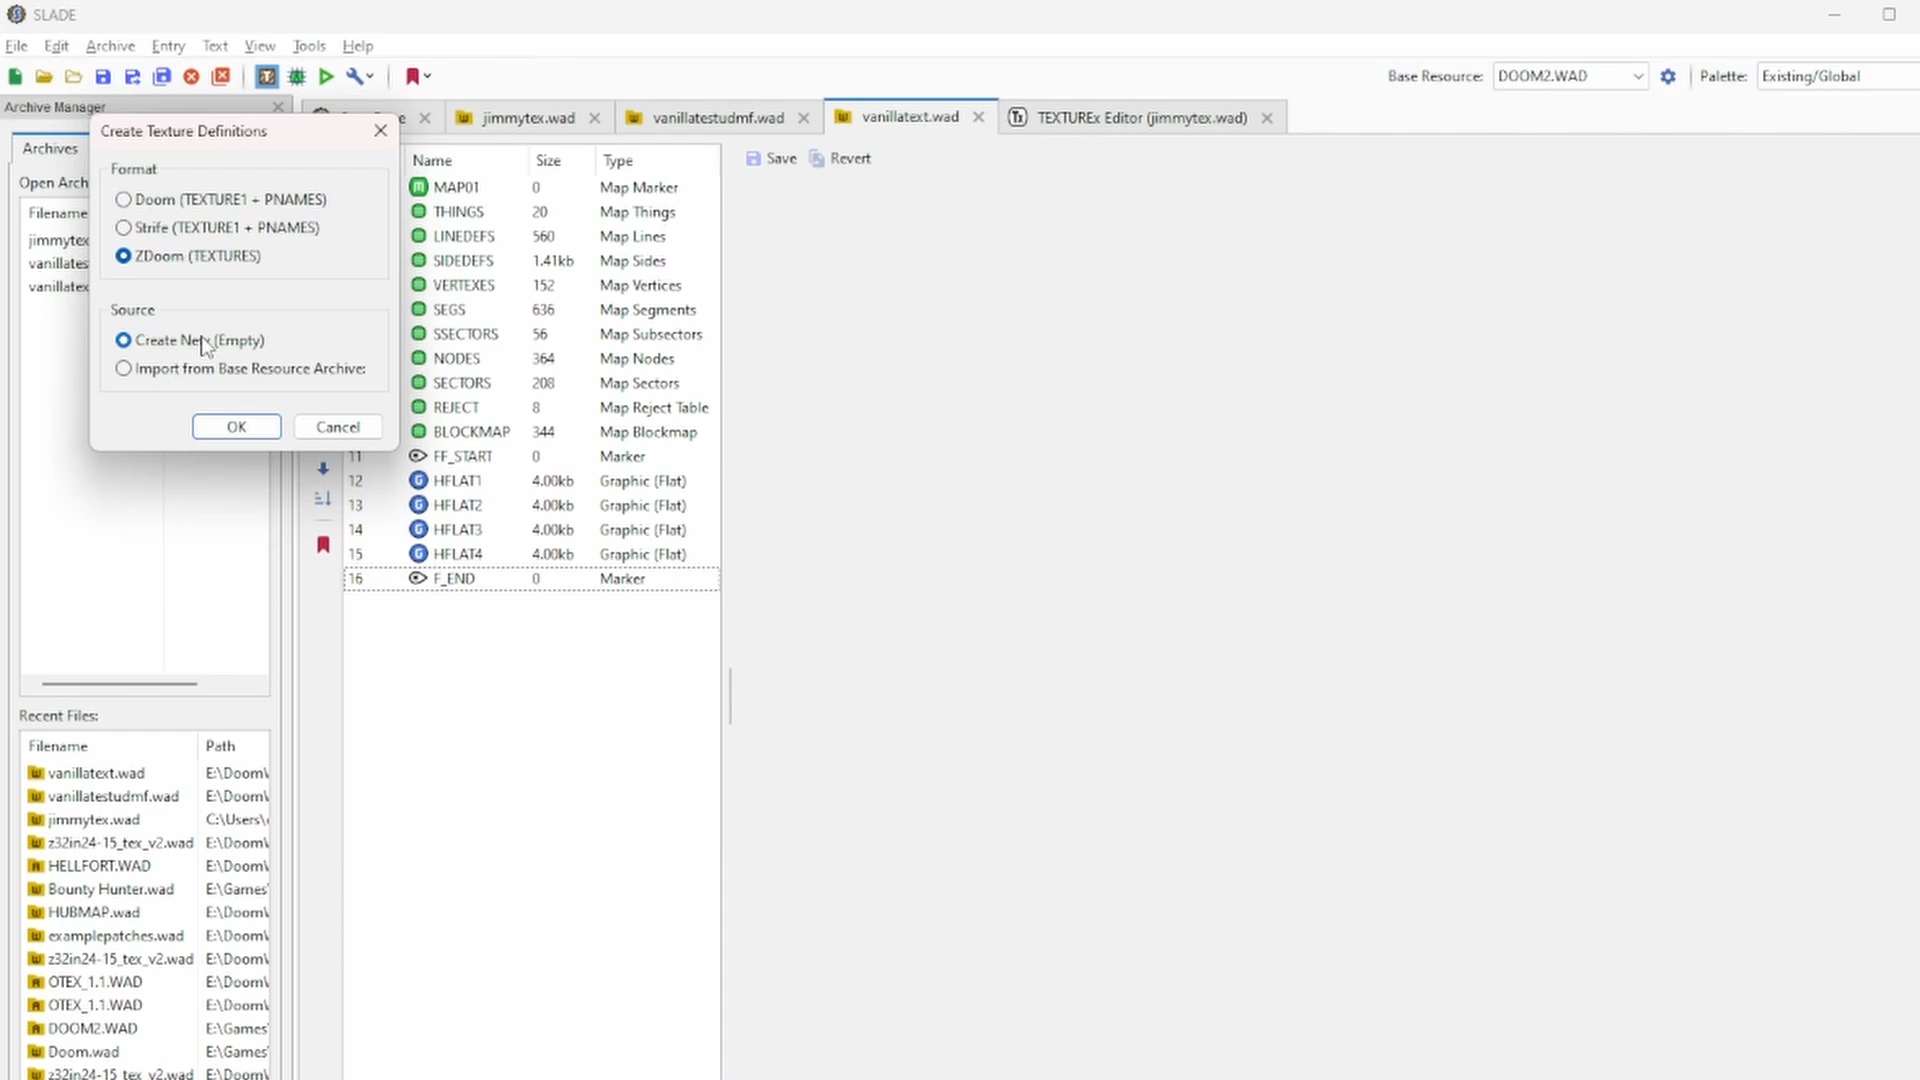 SLADE
File Edit Archive Entry Text View Tools Help
Base Resource: DOOM2.WAD Palette: Existing/Global
Archive Manager
jimmytex.wad vanillatestudmf.wad vanillatext.wad TEXTUREx Editor (jimmytex.wad)
Create Texture Definitions
Archives
Open Arch
Filename
jimmytex
vanillates
vanillatex
Format
Doom (TEXTURE1 + PNAMES)
Strife (TEXTURE1 + PNAMES)
ZDoom (TEXTURES)
Source
Create New (Empty)
Import from Base Resource Archive:
OK Cancel
Save Revert
Name Size Type
MAP01 0 Map Marker
THINGS 20 Map Things
LINEDEFS 560 Map Lines
SIDEDEFS 1.41kb Map Sides
VERTEXES 152 Map Vertices
SEGS 636 Map Segments
SSECTORS 56 Map Subsectors
NODES 364 Map Nodes
SECTORS 208 Map Sectors
REJECT 8 Map Reject Table
BLOCKMAP 344 Map Blockmap
11 FF_START 0 Marker
12 HFLAT1 4.00kb Graphic (Flat)
13 HFLAT2 4.00kb Graphic (Flat)
14 HFLAT3 4.00kb Graphic (Flat)
15 HFLAT4 4.00kb Graphic (Flat)
16 F_END 0 Marker
Recent Files:
Filename Path
vanillatext.wad E:\Doom\
vanillatestudmf.wad E:\Doom\
jimmytex.wad C:\Users\
z32in24-15_tex_v2.wad E:\Doom\
HELLFORT.WAD E:\Doom\
Bounty Hunter.wad E:\Games\
HUBMAP.wad E:\Doom\
examplepatches.wad E:\Doom\
z32in24-15_tex_v2.wad E:\Doom\
OTEX_1.1.WAD E:\Doom\
OTEX_1.1.WAD E:\Doom\
DOOM2.WAD E:\Games\
Doom.wad E:\Games\
z32in24-15_tex_v2.wad E:\Doom\